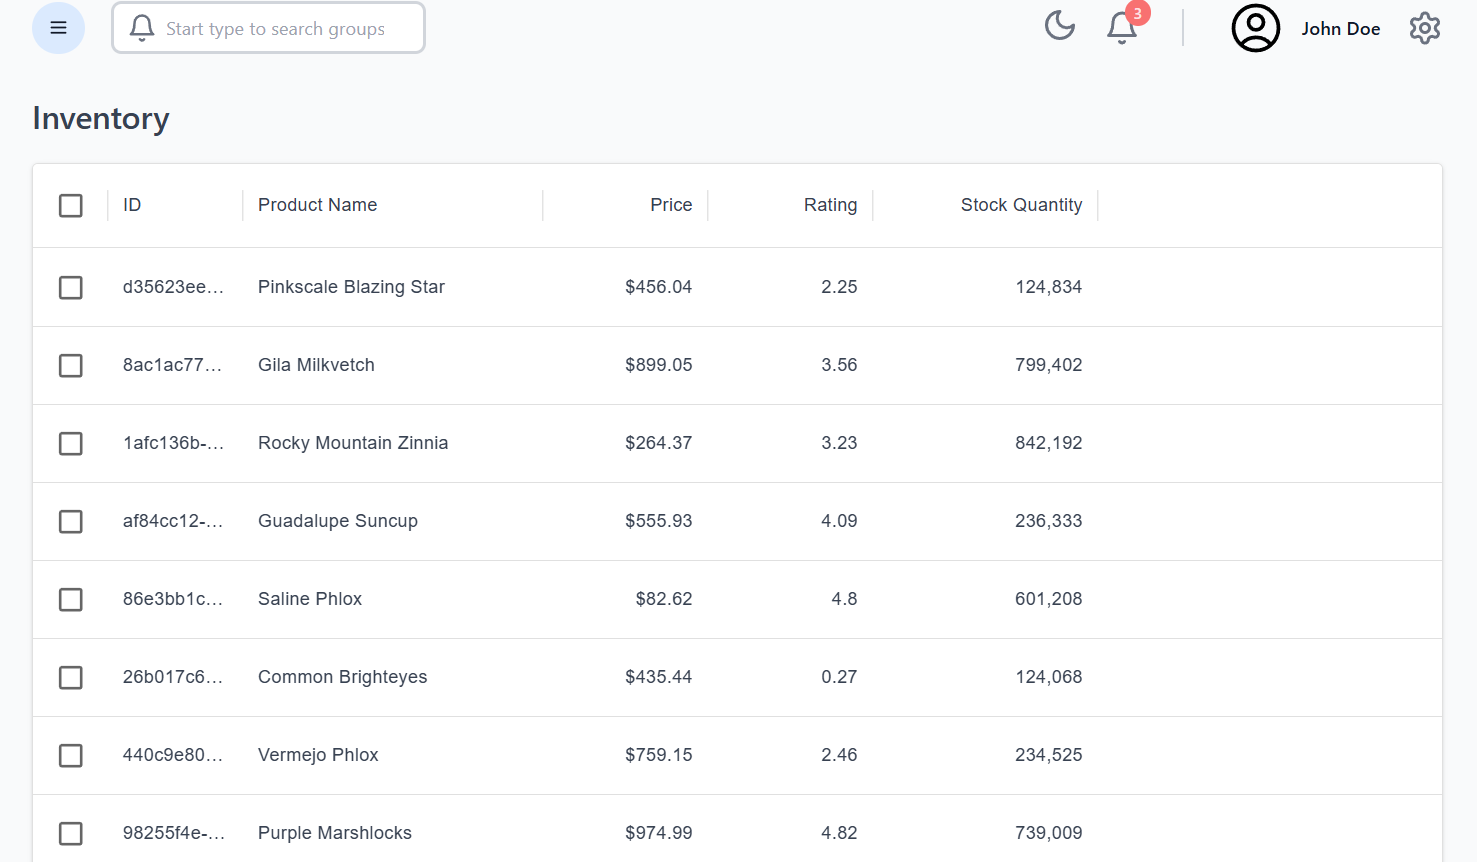 Start type to search groups 3 John Doe
Inventory
ID Product Name Price Rating Stock Quantity
d35623ee... Pinkscale Blazing Star $456.04 2.25 124,834
8ac1ac77... Gila Milkvetch $899.05 3.56 799,402
1afc136b-... Rocky Mountain Zinnia $264.37 3.23 842,192
af84cc12-... Guadalupe Suncup $555.93 4.09 236,333
86e3bb1c... Saline Phlox $82.62 4.8 601,208
26b017c6... Common Brighteyes $435.44 0.27 124,068
440c9e80... Vermejo Phlox $759.15 2.46 234,525
98255f4e-... Purple Marshlocks $974.99 4.82 739,009